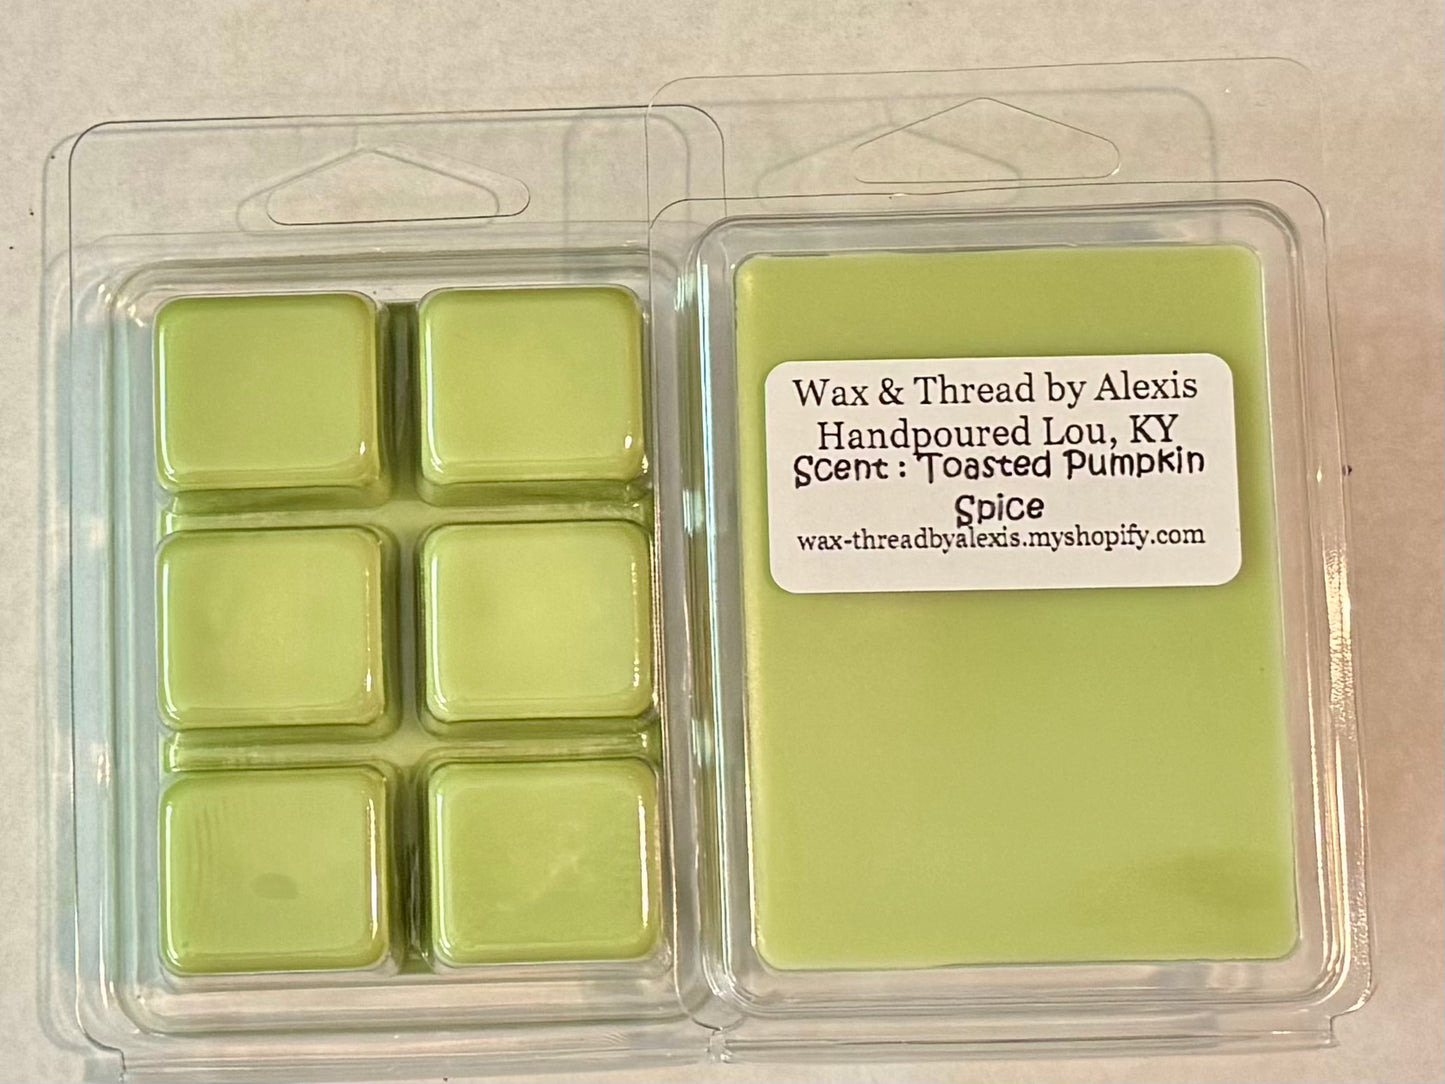 Wax & Thread by Alexis
Handpoured Lou, KY
Scent : Toasted Pumpkin
Spice
wax-threadbyalexis.myshopify.com